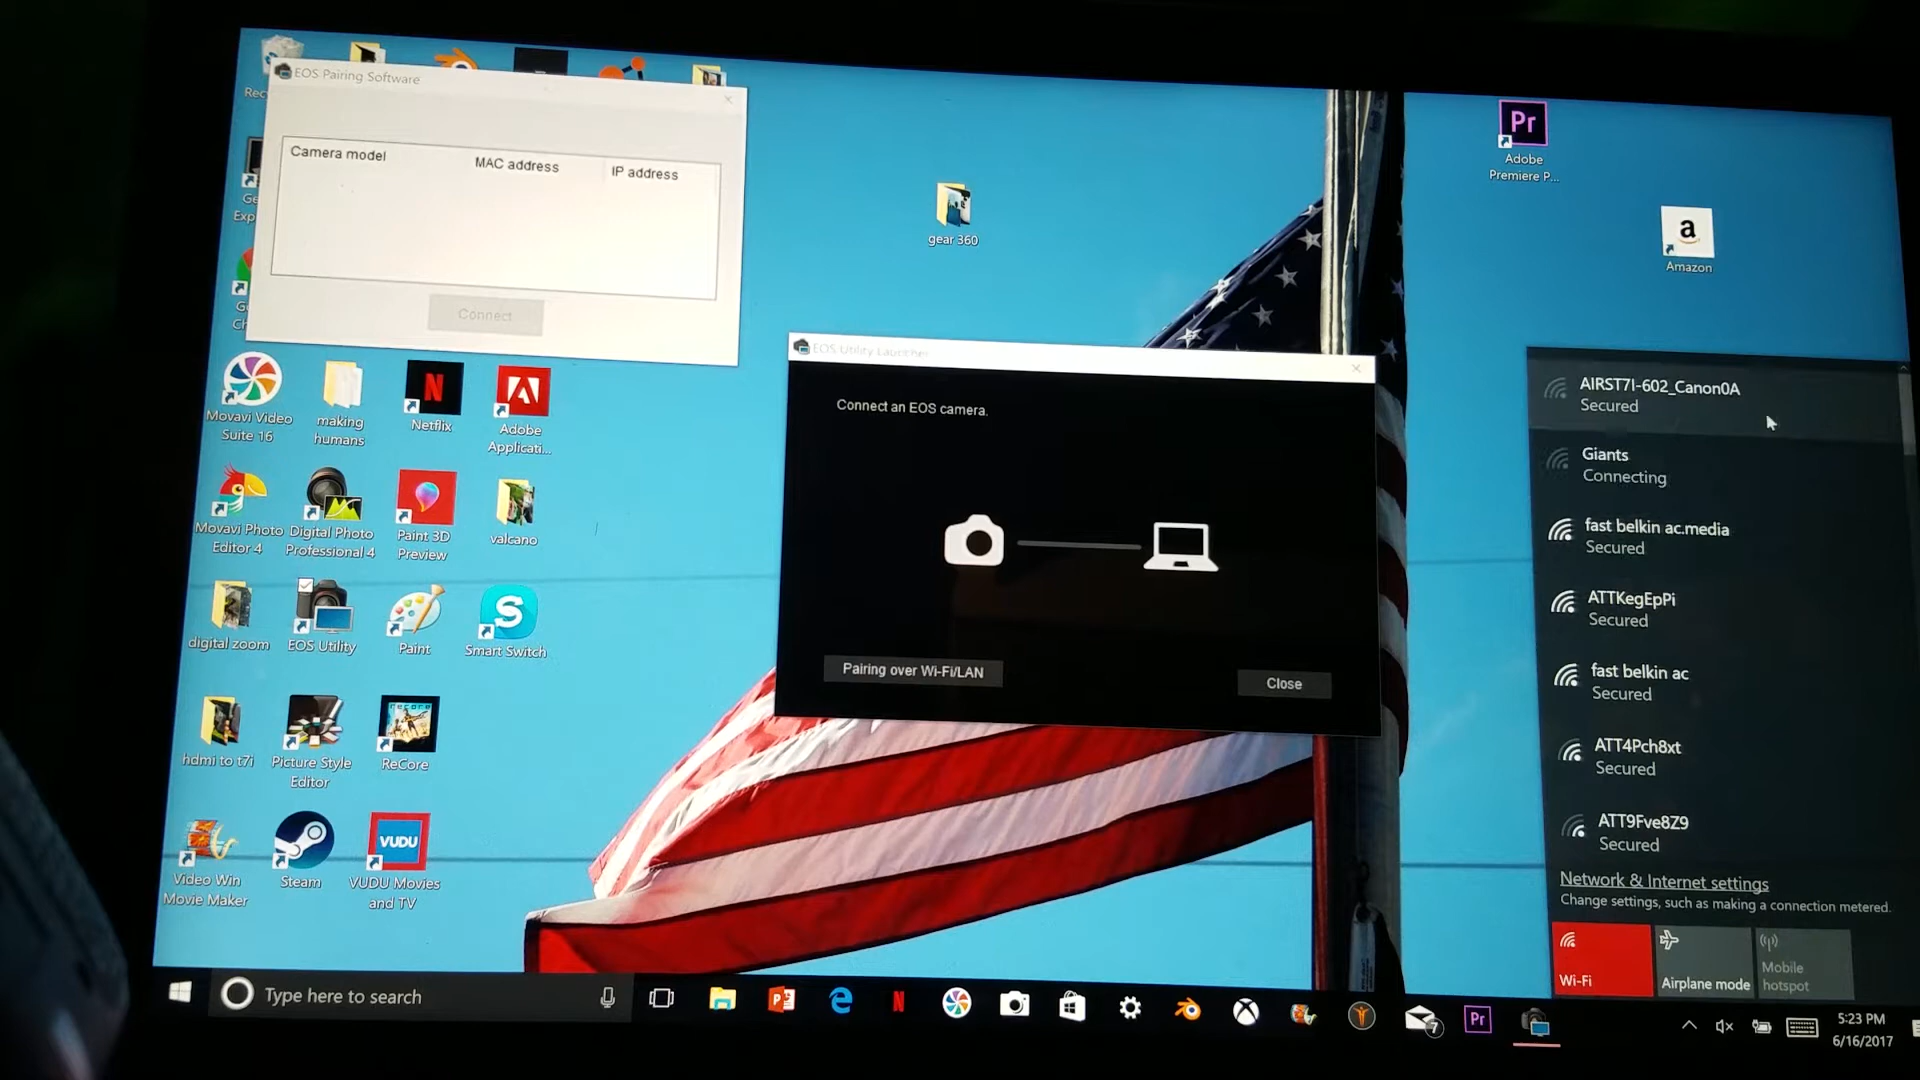 EOS Pairing Software
Camera model
MAC address
IP address
Connect
EOS Utility Launcher
Connect an EOS camera.
Pairing over Wi-Fi/LAN
Close
gear 360
Pr
Adobe
Premiere P...
a
Amazon
Movavi Video
Suite 16
making
humans
N
Netflix
Adobe
Applicati...
Movavi Photo
Editor 4
Digital Photo
Professional 4
Paint 3D
Preview
valcano
digital zoom
EOS Utility
Paint
S
Smart Switch
hdmi to t7i
Picture Style
Editor
recore
ReCore
Video Win
Movie Maker
Steam
VUDU
VUDU Movies
and TV
AIRST7I-602_Canon0A
Secured
Giants
Connecting
fast belkin ac.media
Secured
ATTKegEpPi
Secured
fast belkin ac
Secured
ATT4Pch8xt
Secured
ATT9Fve8Z9
Secured
Network & Internet settings
Change settings, such as making a connection metered.
Wi-Fi
Airplane mode
Mobile
hotspot
Type here to search
N
7
Pr
5:23 PM
6/16/2017